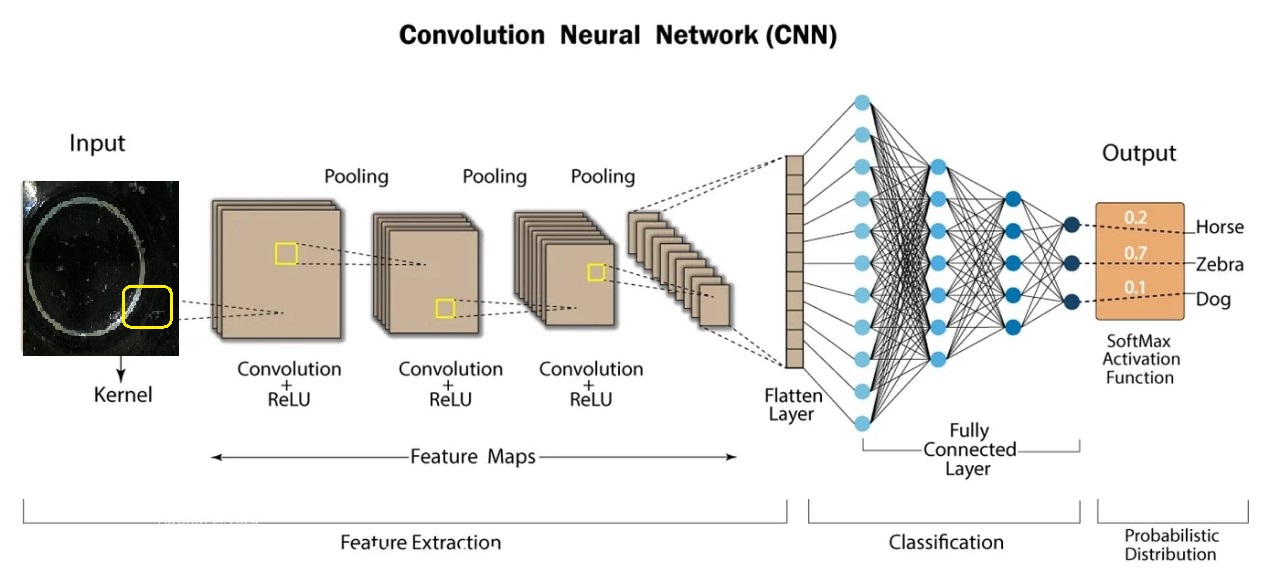 Convolution Neural Network (CNN)
Input
Pooling
Pooling
Pooling
Output
Kernel
Convolution
+
ReLU
Convolution
+
ReLU
Convolution
+
ReLU
Flatten
Layer
0.2
0.7
0.1
Horse
Zebra
Dog
SoftMax
Activation
Function
Feature Maps
Fully
Connected
Layer
Feature Extraction
Classification
Probabilistic
Distribution